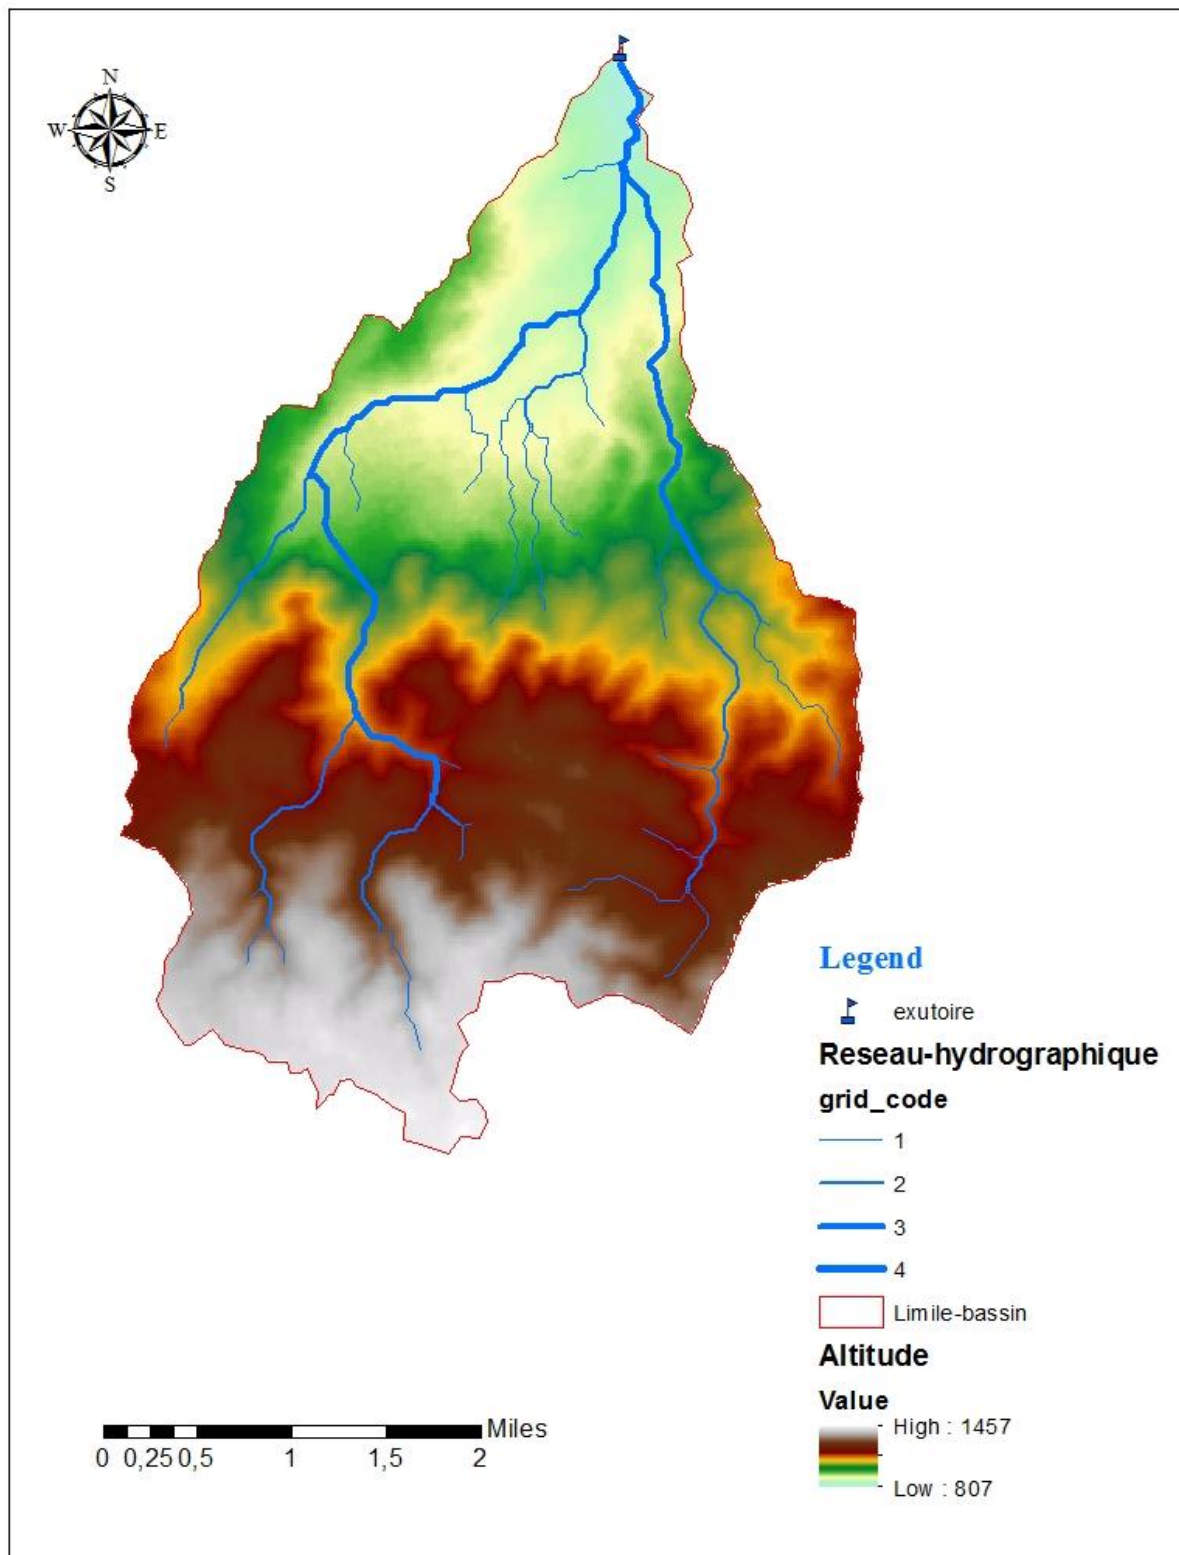 N
W E
S
Legend
exutoire
Reseau-hydrographique
grid_code
1
2
3
4
Limile-bassin
Altitude
Value
High : 1457
Low : 807
Miles
0 0,25 0,5 1 1,5 2